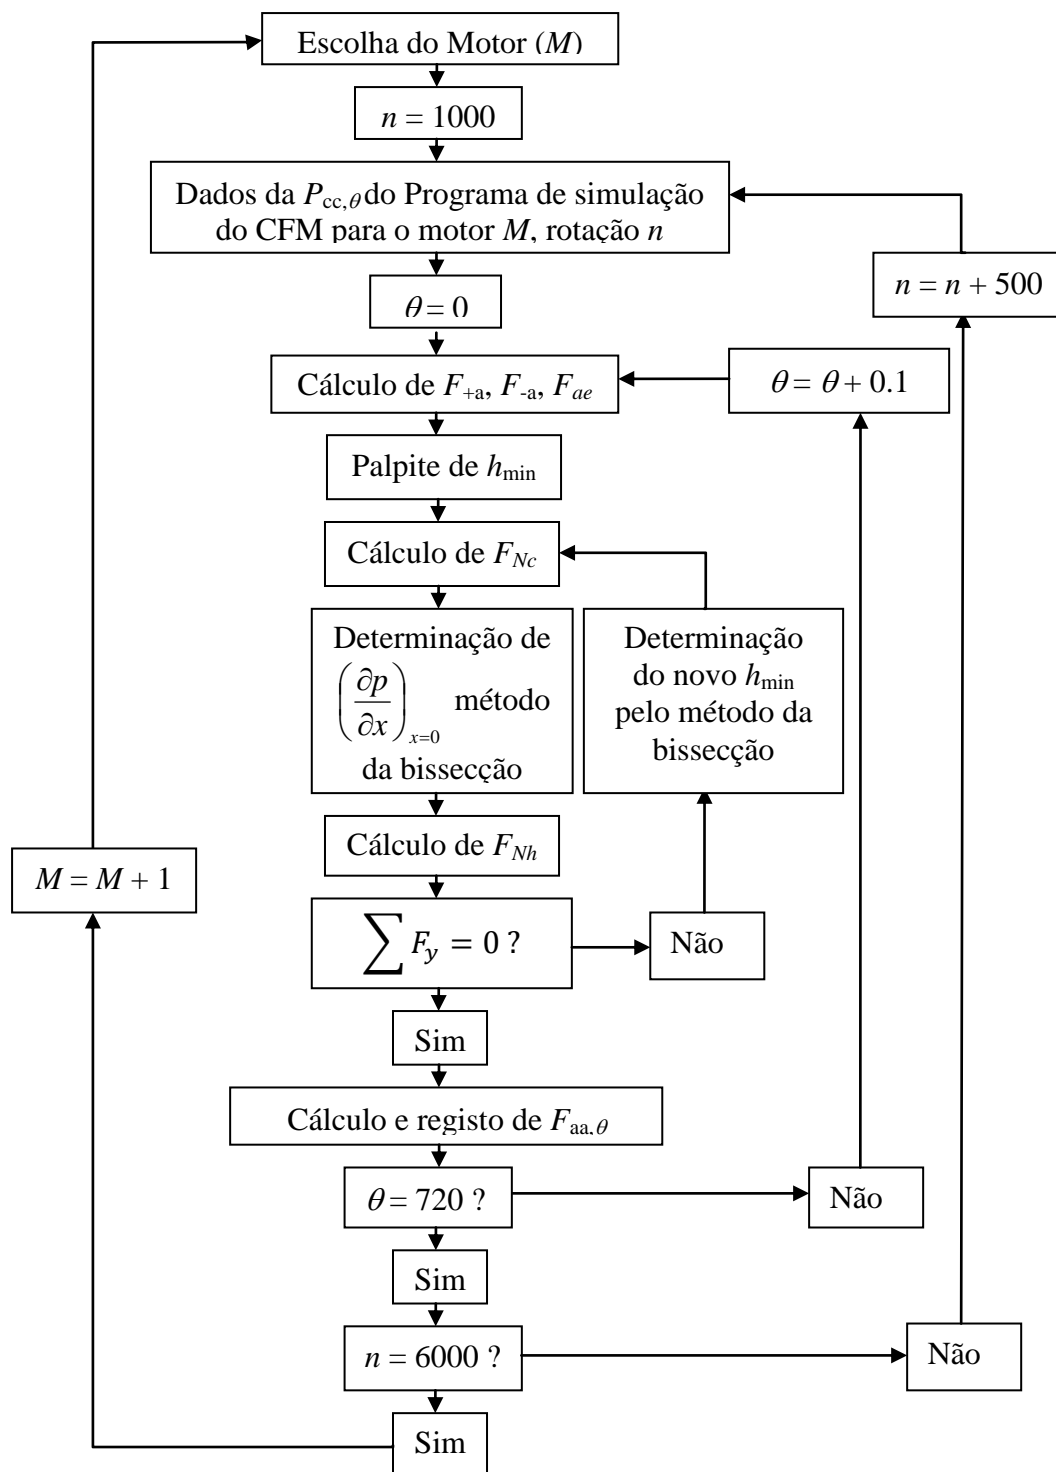 Escolha do Motor (M)
n = 1000
Dados da P_cc,θ do Programa de simulação
do CFM para o motor M, rotação n
n = n + 500
θ = 0
Cálculo de F_+a, F_-a, F_ae
θ = θ + 0.1
Palpite de h_min
Cálculo de F_Nc
Determinação de
(∂p/∂x)_x=0 método
da bissecção
Determinação
do novo h_min
pelo método da
bissecção
Cálculo de F_Nh
M = M + 1
∑ F_y = 0 ?
Não
Sim
Cálculo e registo de F_aa,θ
θ = 720 ?
Não
Sim
n = 6000 ?
Não
Sim